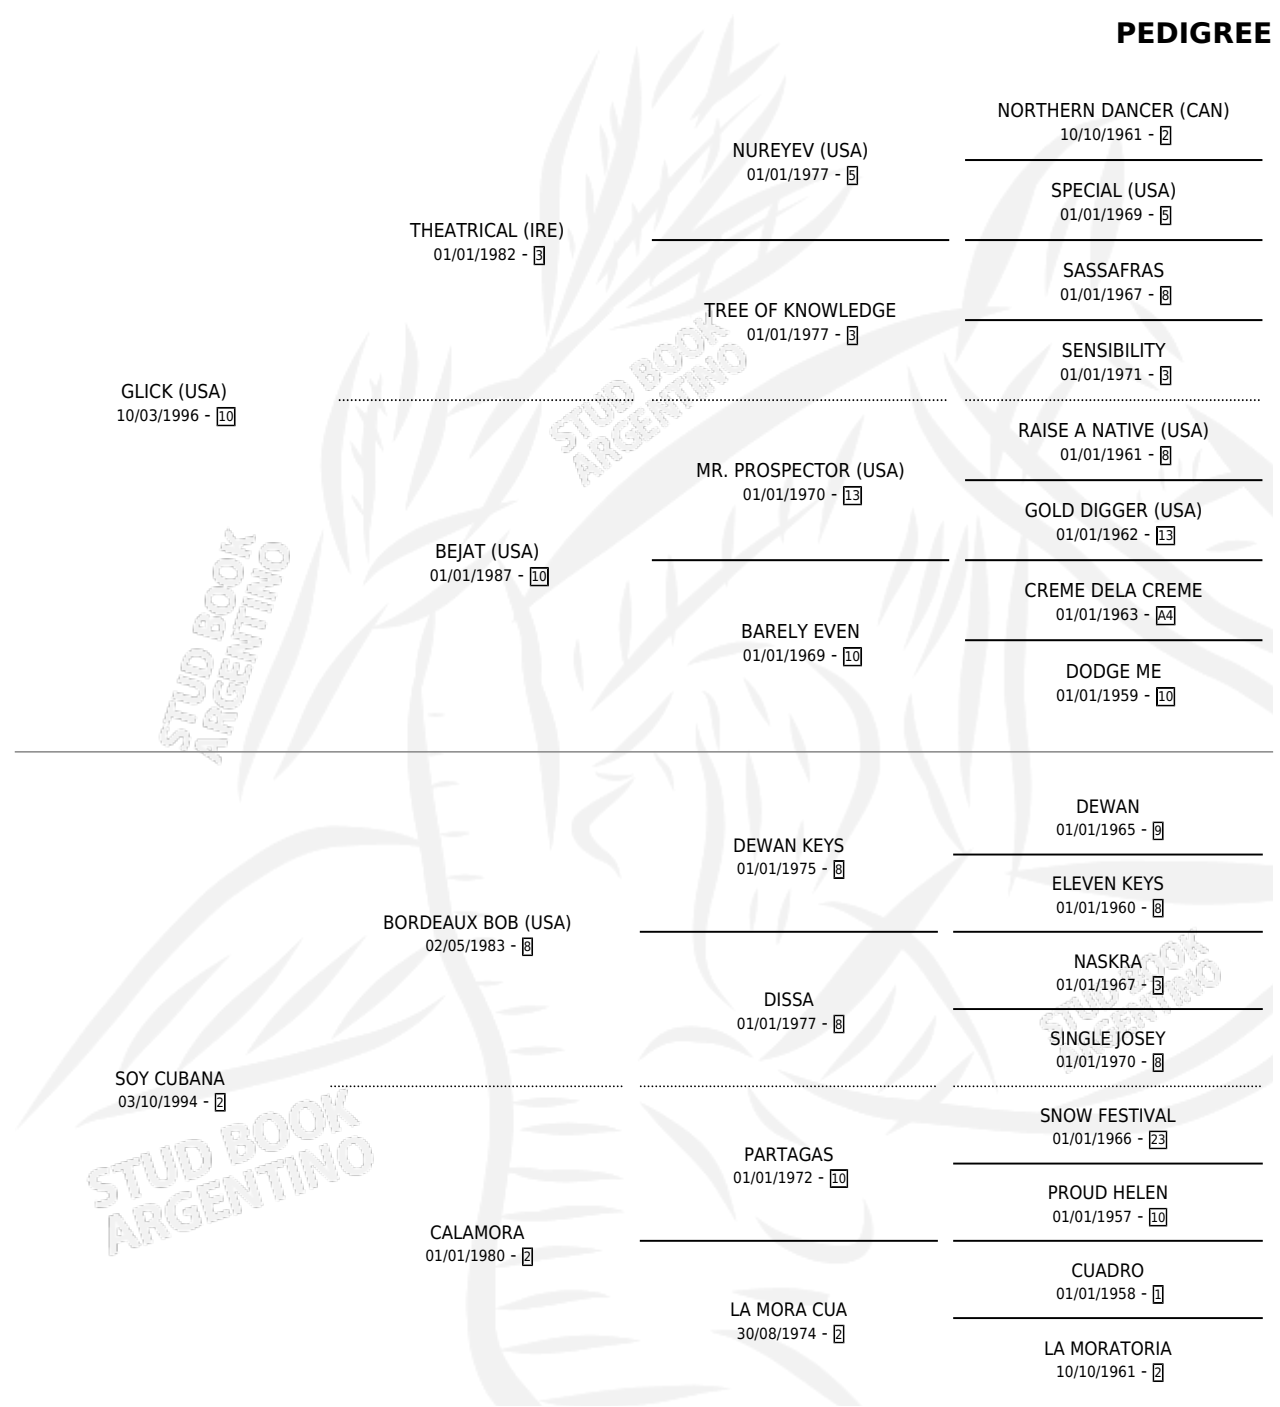 PEDIGREE
NORTHERN DANCER (CAN)
10/10/1961 - 2
NUREYEV (USA)
01/01/1977 - 5
SPECIAL (USA)
01/01/1969 - 5
THEATRICAL (IRE)
01/01/1982 - 3
SASSAFRAS
01/01/1967 - 8
TREE OF KNOWLEDGE
01/01/1977 - 3
SENSIBILITY
01/01/1971 - 3
GLICK (USA)
10/03/1996 - 10
RAISE A NATIVE (USA)
01/01/1961 - 8
MR. PROSPECTOR (USA)
01/01/1970 - 13
GOLD DIGGER (USA)
01/01/1962 - 13
BEJAT (USA)
01/01/1987 - 10
CREME DELA CREME
01/01/1963 - A4
BARELY EVEN
01/01/1969 - 10
DODGE ME
01/01/1959 - 10
DEWAN
01/01/1965 - 9
DEWAN KEYS
01/01/1975 - 8
ELEVEN KEYS
01/01/1960 - 8
BORDEAUX BOB (USA)
02/05/1983 - 8
NASKRA
01/01/1967 - 3
DISSA
01/01/1977 - 8
SINGLE JOSEY
01/01/1970 - 8
SOY CUBANA
03/10/1994 - 2
SNOW FESTIVAL
01/01/1966 - 23
PARTAGAS
01/01/1972 - 10
PROUD HELEN
01/01/1957 - 10
CALAMORA
01/01/1980 - 2
CUADRO
01/01/1958 - 1
LA MORA CUA
30/08/1974 - 2
LA MORATORIA
10/10/1961 - 2
STUD BOOK
ARGENTINO
STUD BOOK
ARGENTINO
STUD BOOK
ARGENTINO
STUD BOOK
ARGENTINO